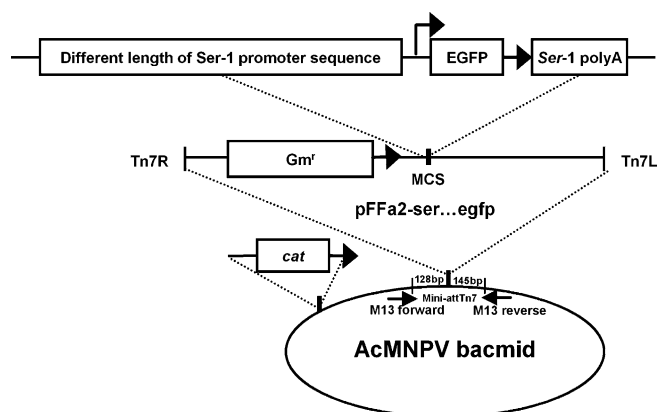 Different length of Ser-1 promoter sequence
EGFP
Ser-1 polyA
Tn7R
Gmʳ
Tn7L
MCS
pFFa2-ser...egfp
cat
128bp
145bp
Mini-attTn7
M13 forward
M13 reverse
AcMNPV bacmid